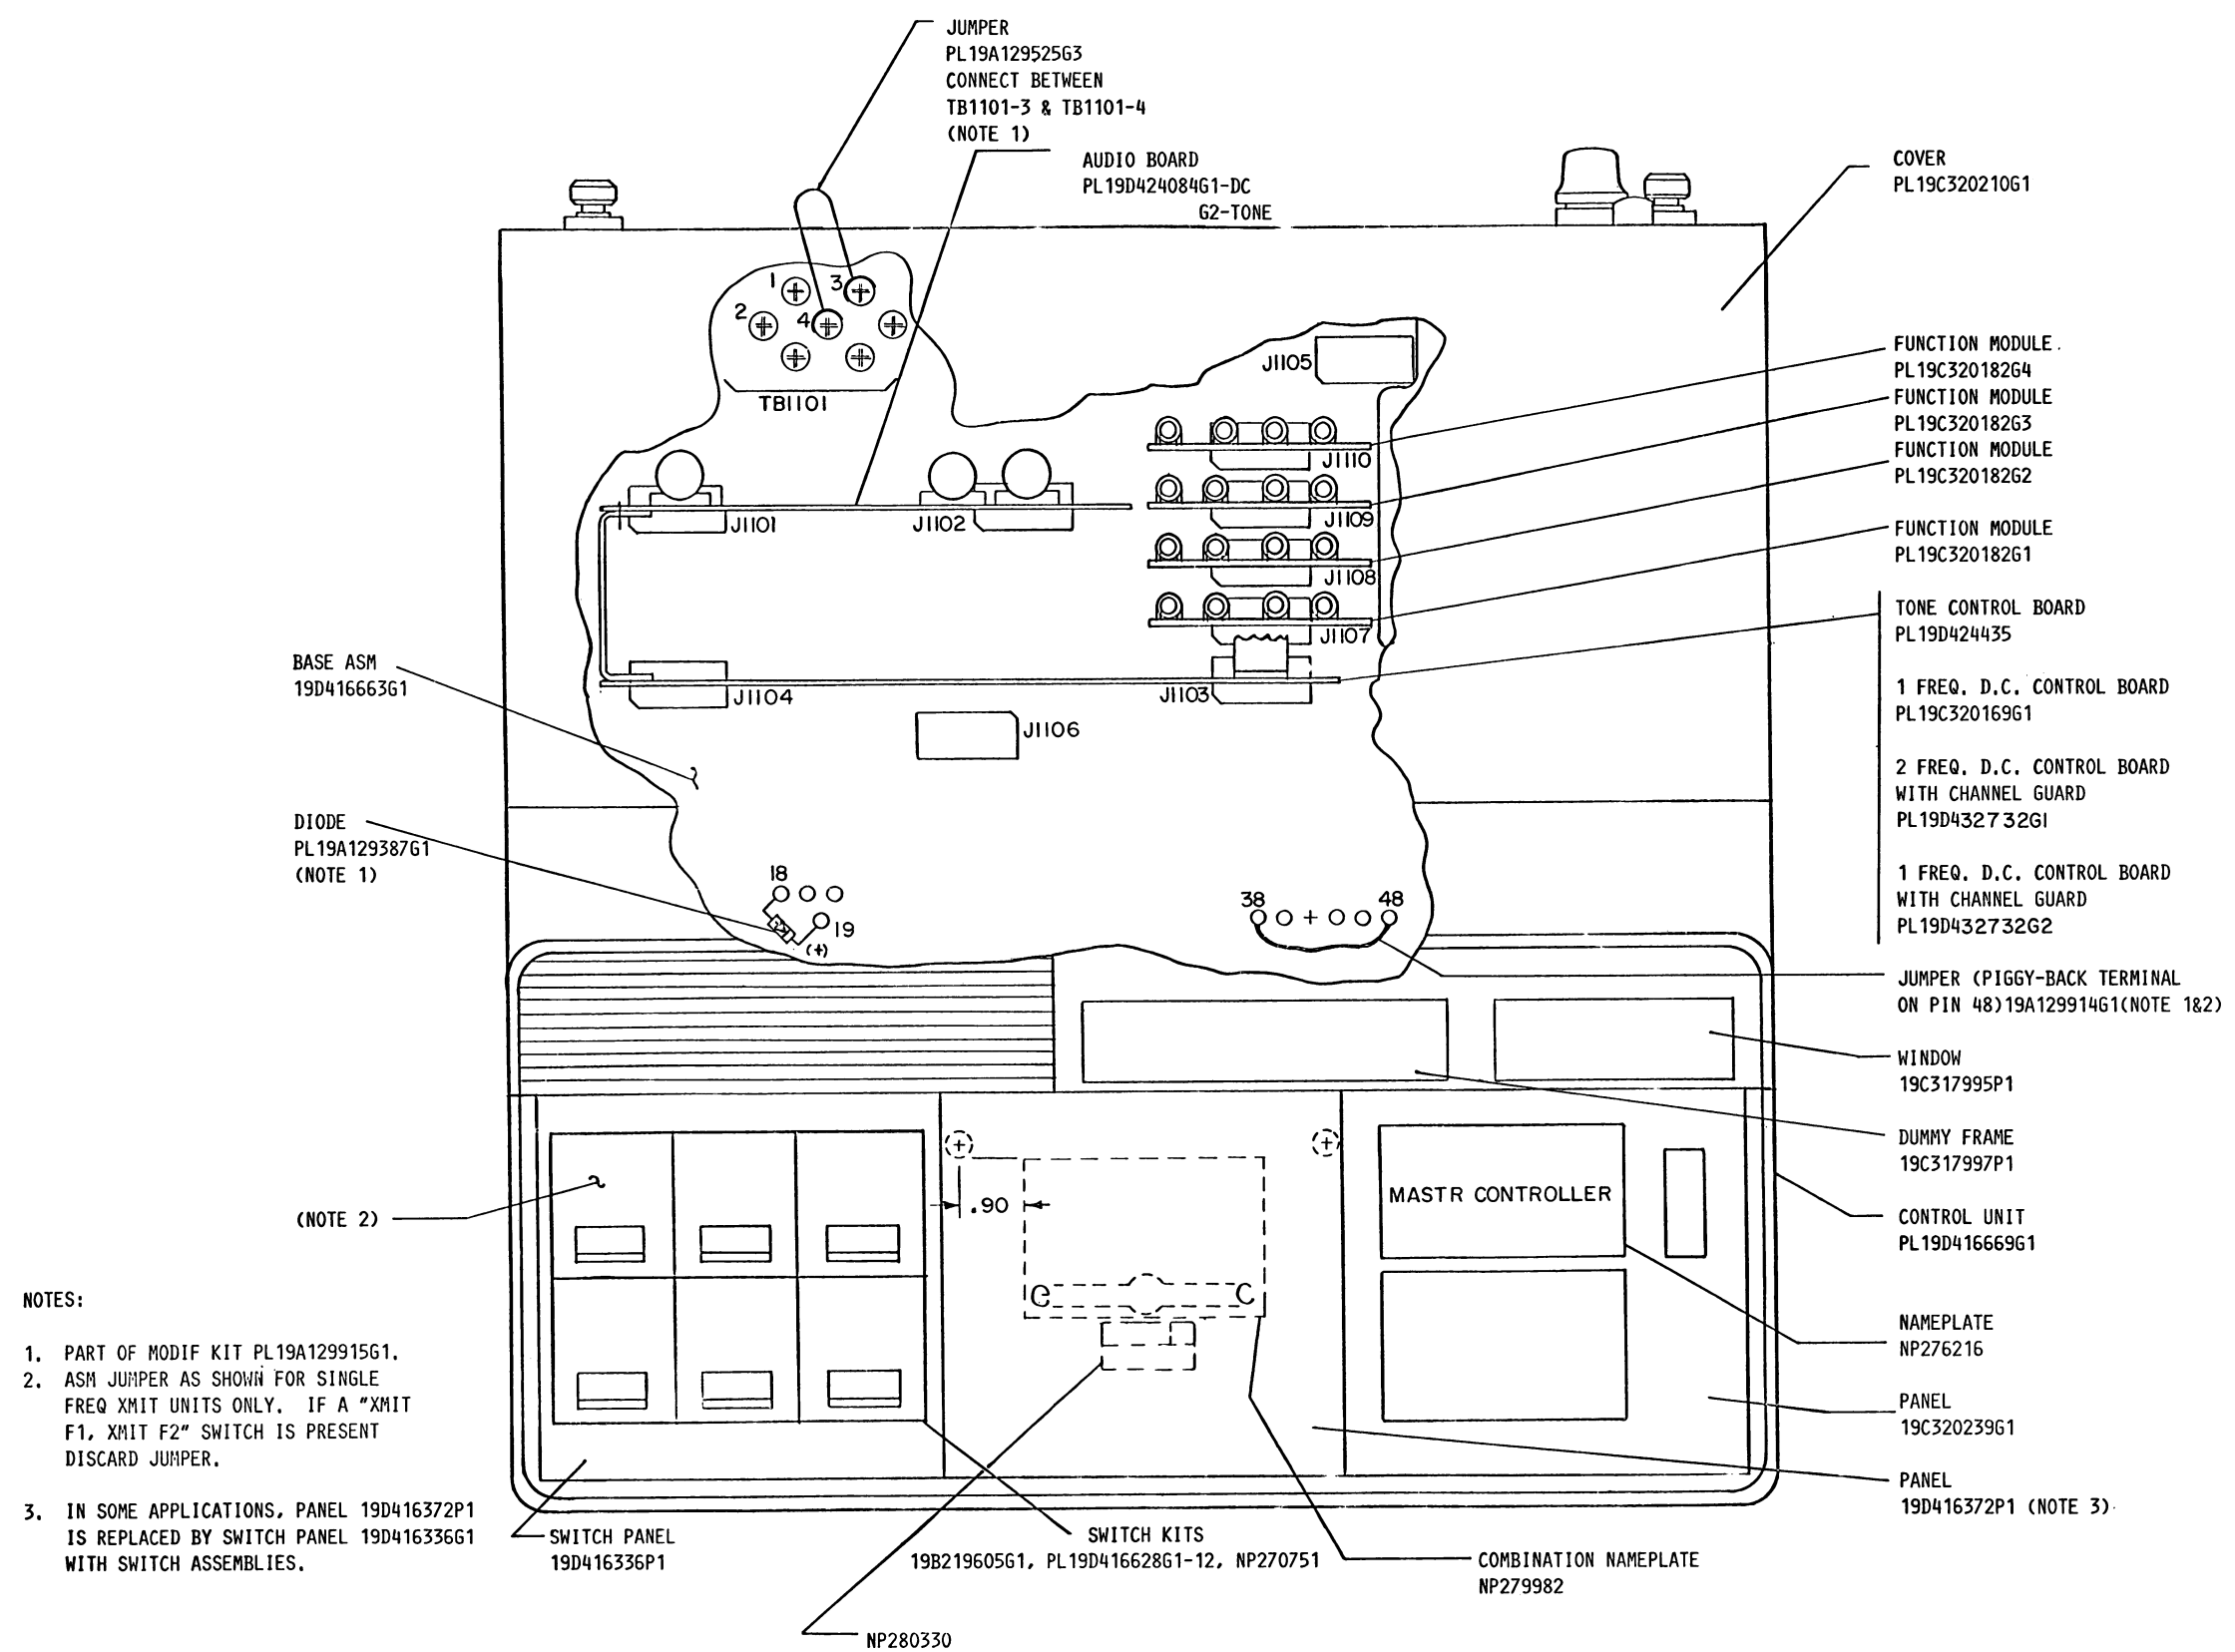 JUMPER
PL19A129525G3
CONNECT BETWEEN
TB1101-3 & TB1101-4
(NOTE 1)
AUDIO BOARD
PL19D424084G1-DC
G2-TONE
COVER
PL19C320210G1
1
3
2
4
TB1101
J1105
FUNCTION MODULE
PL19C320182G4
FUNCTION MODULE
PL19C320182G3
FUNCTION MODULE
PL19C320182G2
FUNCTION MODULE
PL19C320182G1
J1110
J1101
J1102
J1109
J1108
J1107
J1104
J1103
J1106
TONE CONTROL BOARD
PL19D424435
1 FREQ. D.C. CONTROL BOARD
PL19C320169G1
2 FREQ. D.C. CONTROL BOARD
WITH CHANNEL GUARD
PL19D432732G1
1 FREQ. D.C. CONTROL BOARD
WITH CHANNEL GUARD
PL19D432732G2
BASE ASM
19D416663G1
DIODE
PL19A129387G1
(NOTE 1)
18
19
(+)
38
+
48
JUMPER (PIGGY-BACK TERMINAL
ON PIN 48)19A129914G1(NOTE 1&2)
WINDOW
19C317995P1
DUMMY FRAME
19C317997P1
CONTROL UNIT
PL19D416669G1
NAMEPLATE
NP276216
PANEL
19C320239G1
PANEL
19D416372P1 (NOTE 3)
MASTR CONTROLLER
.90
(NOTE 2)
NOTES:
1. PART OF MODIF KIT PL19A129915G1.
2. ASM JUMPER AS SHOWN FOR SINGLE
FREQ XMIT UNITS ONLY. IF A "XMIT
F1, XMIT F2" SWITCH IS PRESENT
DISCARD JUMPER.
3. IN SOME APPLICATIONS, PANEL 19D416372P1
IS REPLACED BY SWITCH PANEL 19D416336G1
WITH SWITCH ASSEMBLIES.
SWITCH PANEL
19D416336P1
SWITCH KITS
19B219605G1, PL19D416628G1-12, NP270751
COMBINATION NAMEPLATE
NP279982
NP280330